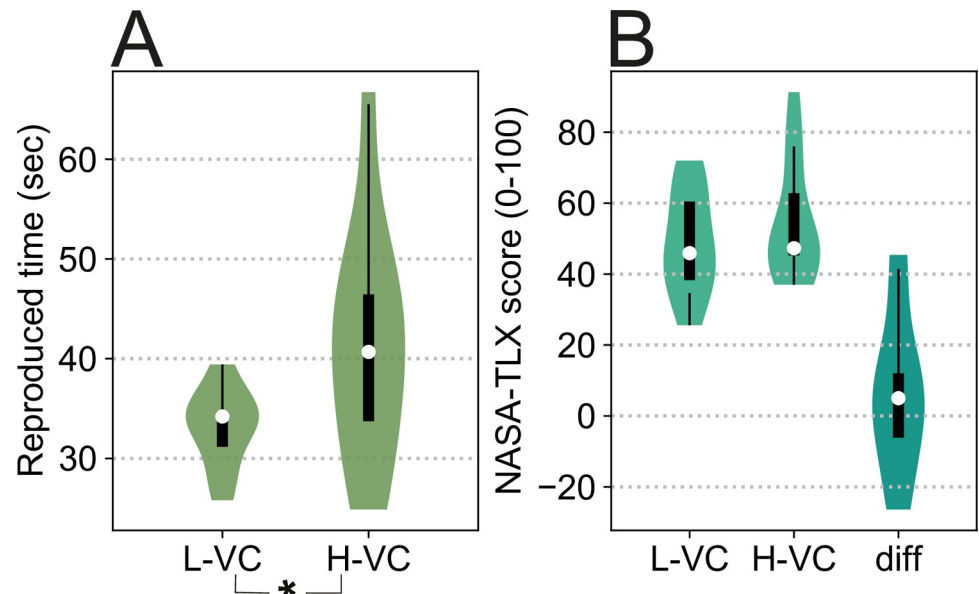 A
Reproduced time (sec)
60
50
40
30
L-VC
H-VC
*
B
NASA-TLX score (0-100)
80
60
40
20
0
−20
L-VC
H-VC
diff